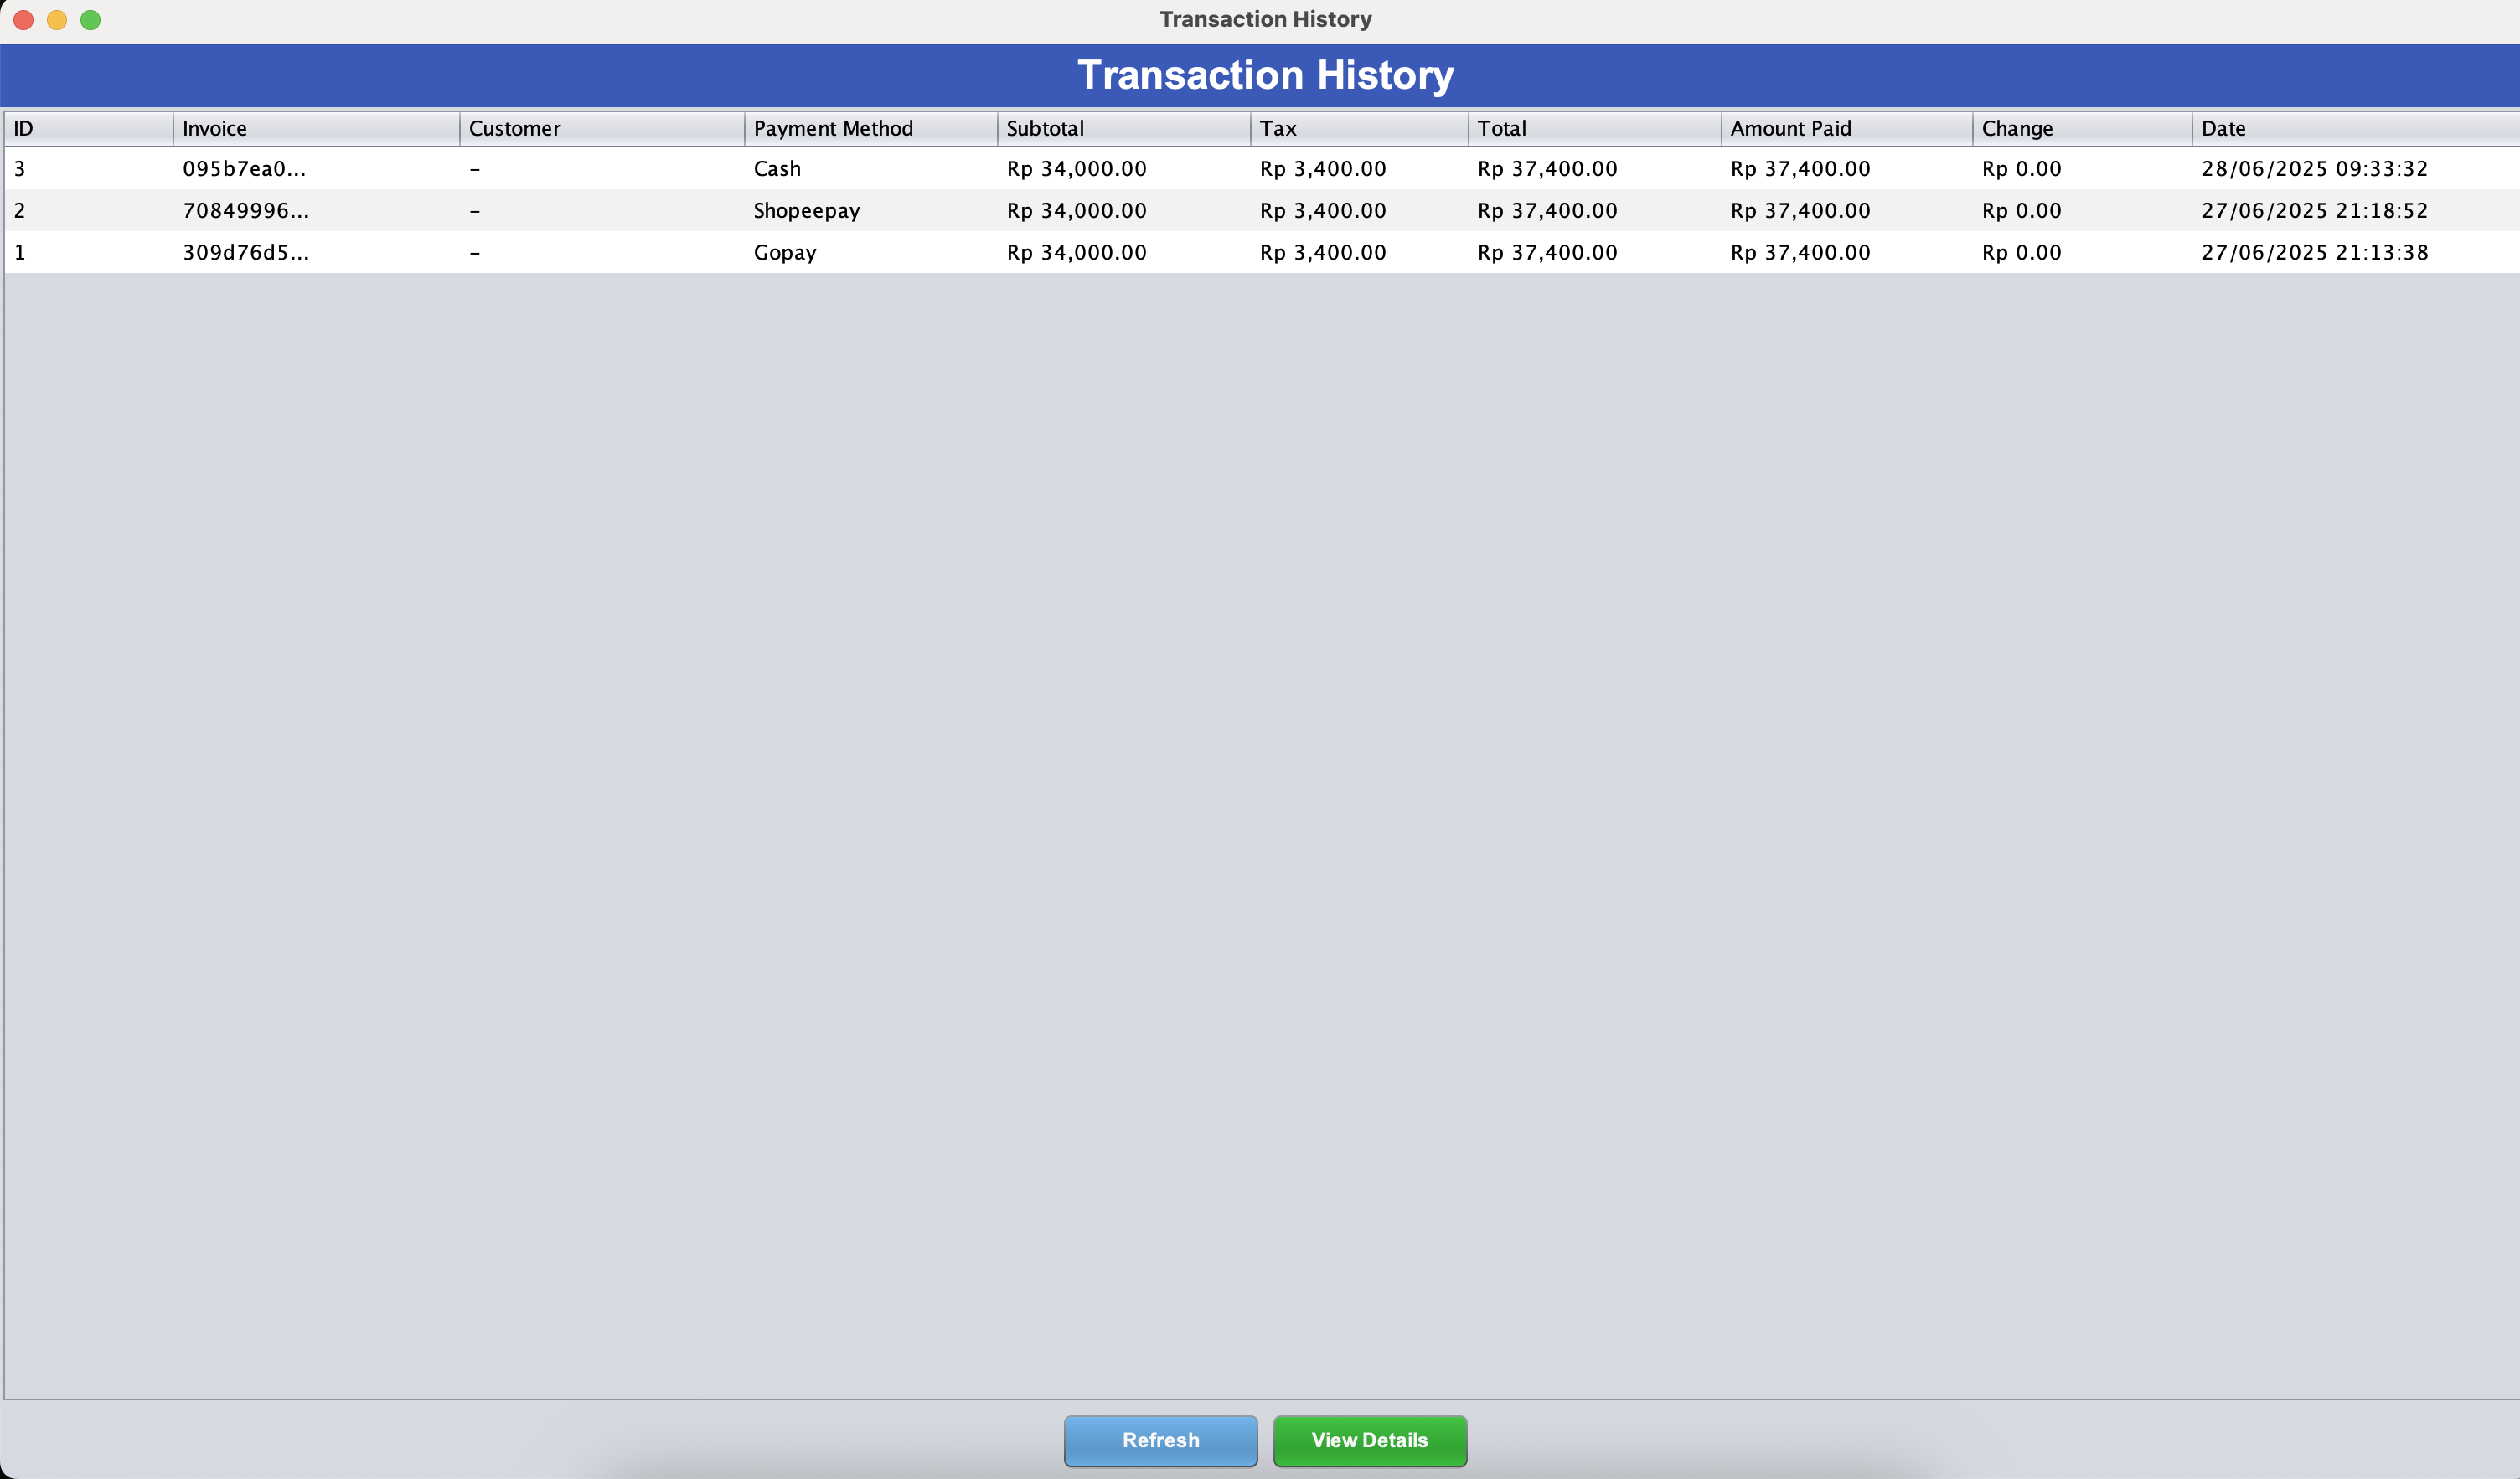 Transaction History
Transaction History
ID Invoice Customer Payment Method Subtotal Tax Total Amount Paid Change Date
3 095b7ea0... – Cash Rp 34,000.00 Rp 3,400.00 Rp 37,400.00 Rp 37,400.00 Rp 0.00 28/06/2025 09:33:32
2 70849996... – Shopeepay Rp 34,000.00 Rp 3,400.00 Rp 37,400.00 Rp 37,400.00 Rp 0.00 27/06/2025 21:18:52
1 309d76d5... – Gopay Rp 34,000.00 Rp 3,400.00 Rp 37,400.00 Rp 37,400.00 Rp 0.00 27/06/2025 21:13:38
Refresh View Details